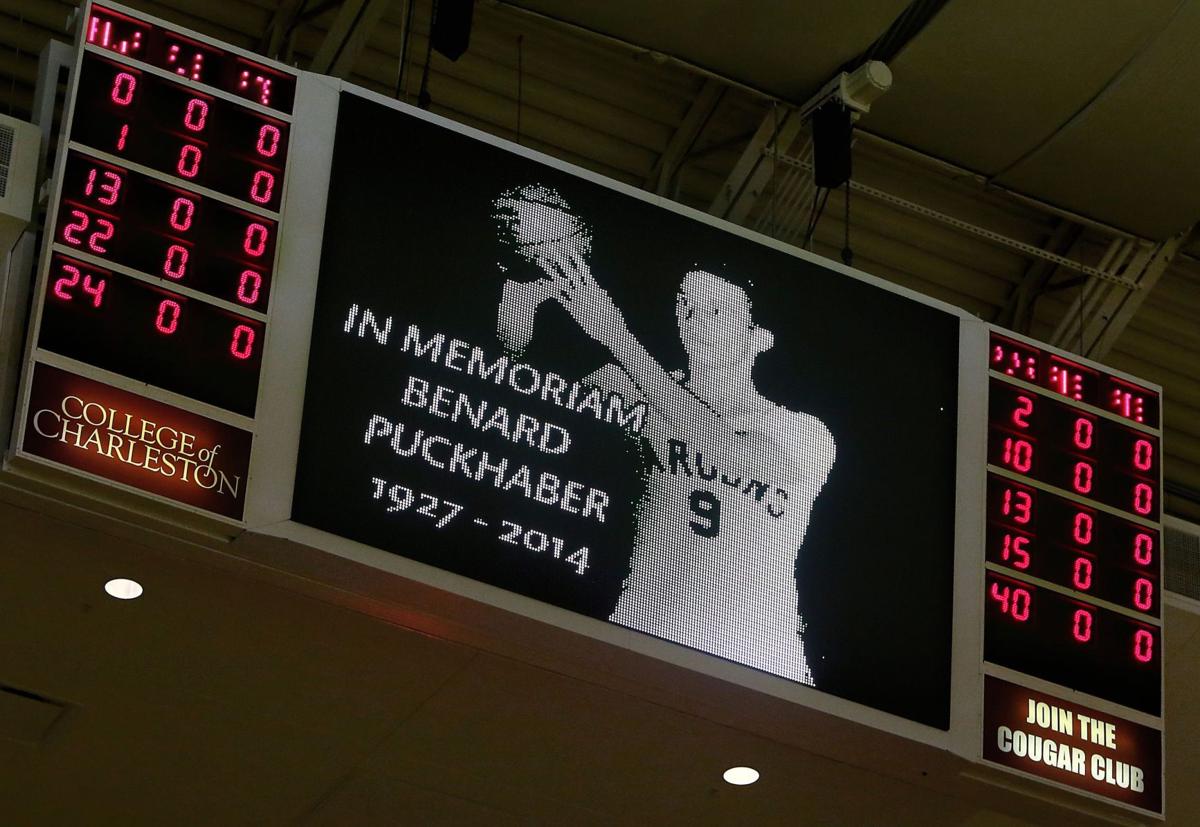 0 0 0
1 0 0
13 0 0
22 0 0
24 0 0
COLLEGE of
CHARLESTON
IN MEMORIAM
BENARD
PUCKHABER
1927 - 2014
9
2 0 0
10 0 0
13 0 0
15 0 0
40 0 0
JOIN THE
COUGAR CLUB